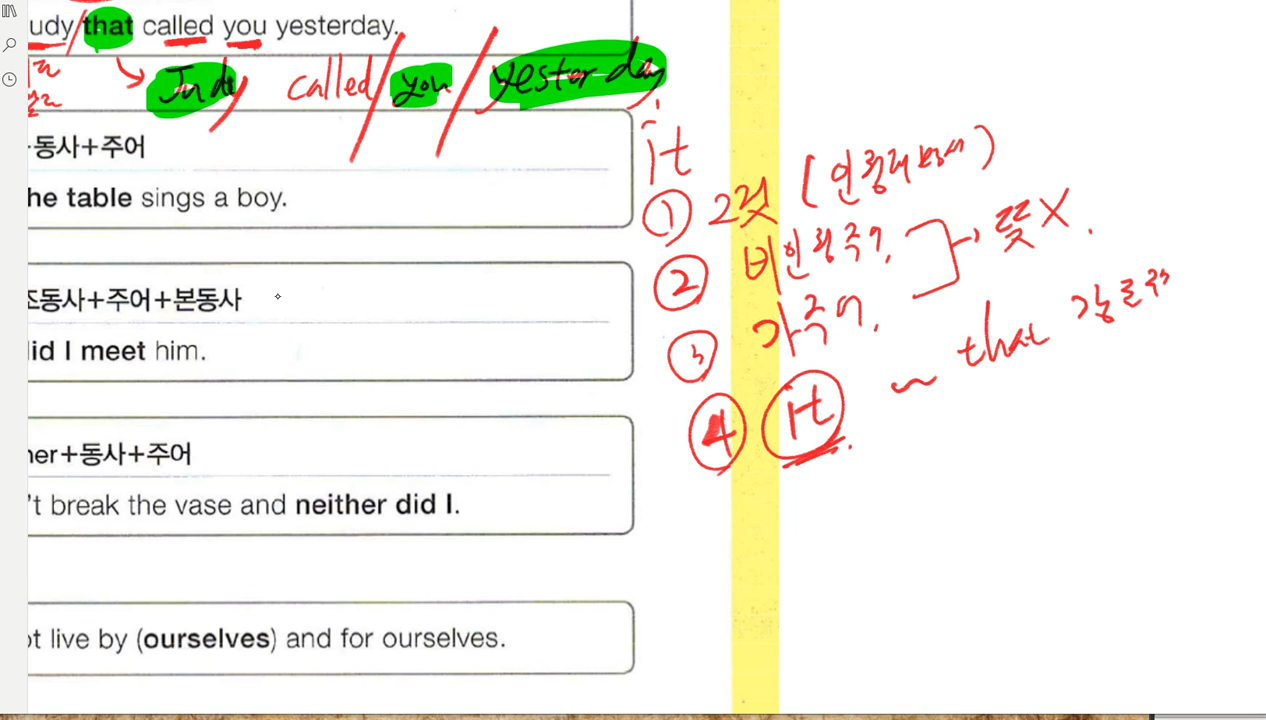 udy that called you yesterday.
Judy called you yesterday
동사+주어
he table sings a boy.
조동사+주어+본동사
id I meet him.
her+동사+주어
't break the vase and neither did I.
ot live by (ourselves) and for ourselves.
it
① 그것 (인칭대명사)
② 비인칭주어,
③ 가주어,
→ 뜻X.
④ it ~ that 강조